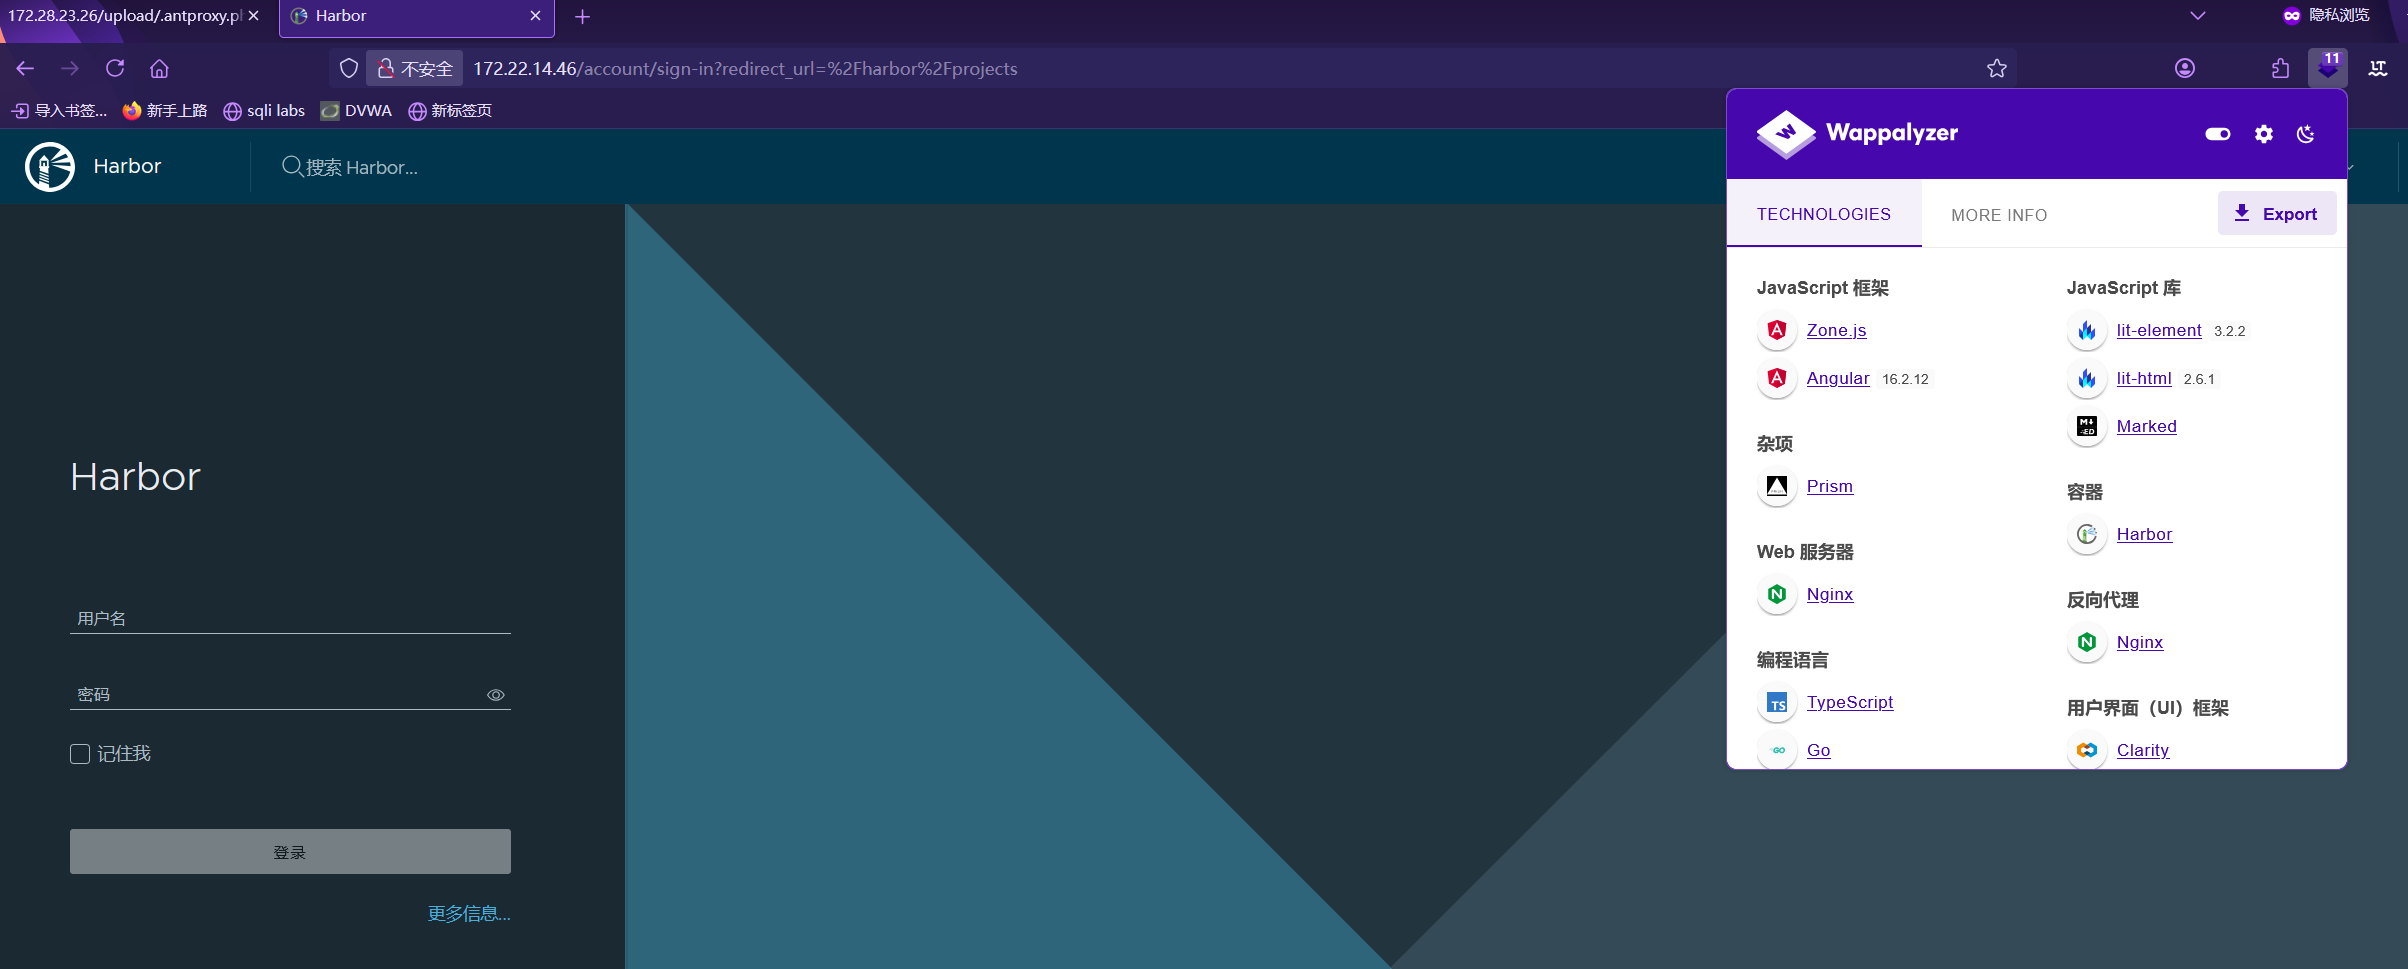 172.28.23.26/upload/.antproxy.pl
Harbor
隐私浏览
不安全
172.22.14.46/account/sign-in?redirect_url=%2Fharbor%2Fprojects
11
导入书签...
新手上路
sqli labs
DVWA
新标签页
Harbor
搜索 Harbor...
Wappalyzer
TECHNOLOGIES
MORE INFO
Export
JavaScript 框架
Zone.js
Angular 16.2.12
杂项
Prism
Web 服务器
Nginx
编程语言
TypeScript
Go
JavaScript 库
lit-element 3.2.2
lit-html 2.6.1
Marked
容器
Harbor
反向代理
Nginx
用户界面（UI）框架
Clarity
Harbor
用户名
密码
记住我
登录
更多信息...